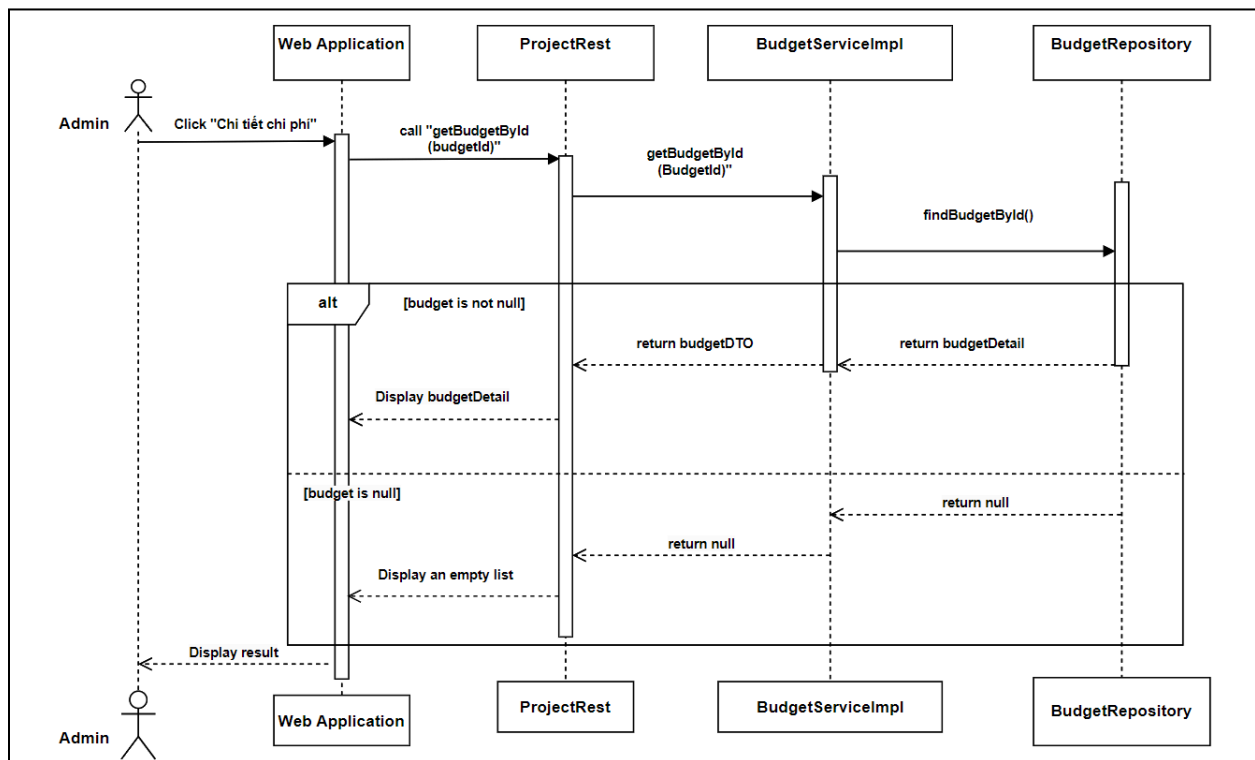 Web Application
ProjectRest
BudgetServiceImpl
BudgetRepository
Admin
Click "Chi tiết chi phí"
call "getBudgetById
(budgetId)"
getBudgetById
(BudgetId)"
findBudgetById()
alt
[budget is not null]
return budgetDTO
return budgetDetail
Display budgetDetail
[budget is null]
return null
return null
Display an empty list
Display result
Web Application
ProjectRest
BudgetServiceImpl
BudgetRepository
Admin